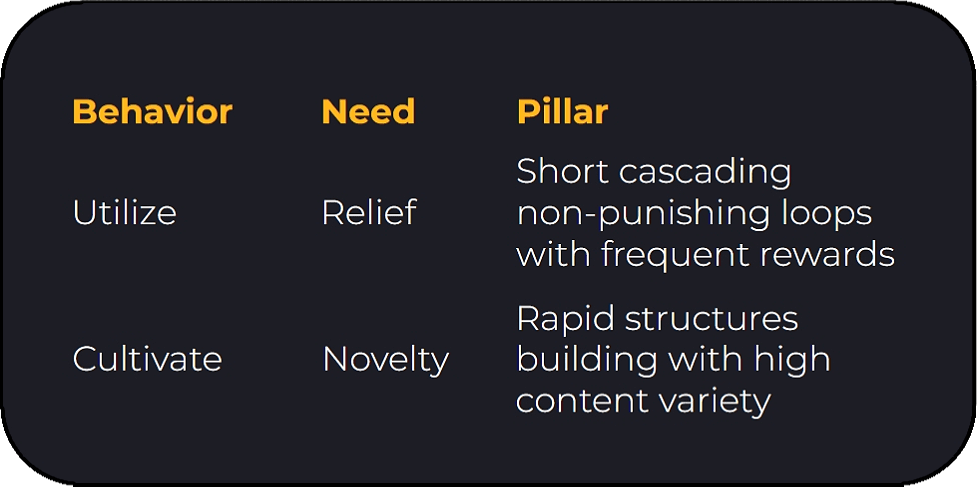 Behavior Need Pillar
Utilize Relief Short cascading
non-punishing loops
with frequent rewards
Cultivate Novelty Rapid structures
building with high
content variety